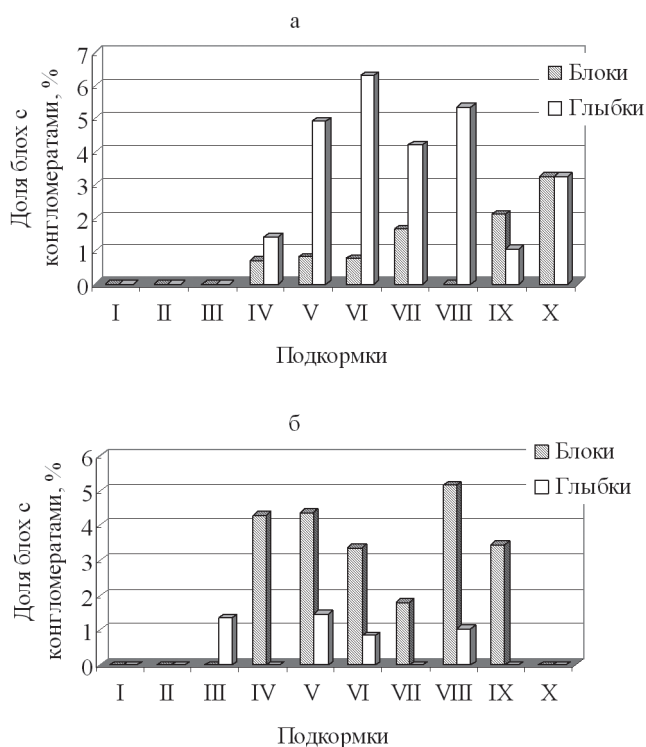 а
Доля блох с
конгломератами, %
7
6
5
4
3
2
1
0
Блоки
Глыбки
I II III IV V VI VII VIII IX X
Подкормки
б
Доля блох с
конгломератами, %
6
5
4
3
2
1
0
Блоки
Глыбки
I II III IV V VI VII VIII IX X
Подкормки